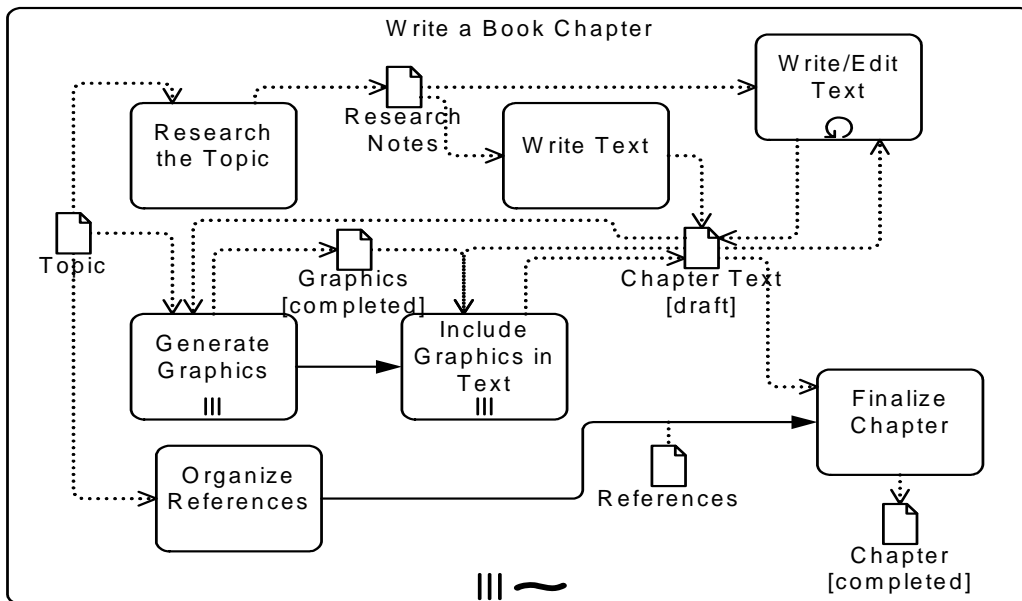 Write a Book Chapter
Write/Edit
Text
Research
the Topic
Research
Notes
Write Text
Topic
Graphics
[completed]
Chapter Text
[draft]
Generate
Graphics
Include
Graphics in
Text
Finalize
Chapter
Organize
References
References
Chapter
[completed]